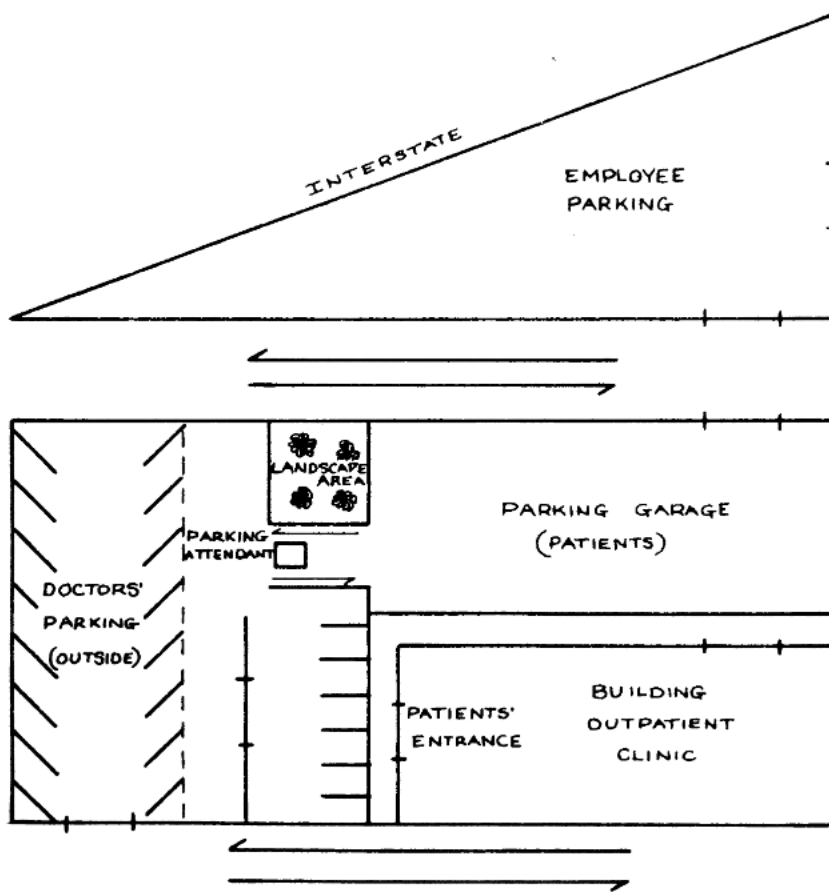 INTERSTATE
EMPLOYEE
PARKING
LANDSCAPE
AREA
PARKING GARAGE
(PATIENTS)
PARKING
ATTENDANT
DOCTORS'
PARKING
(OUTSIDE)
PATIENTS'
ENTRANCE
BUILDING
OUTPATIENT
CLINIC